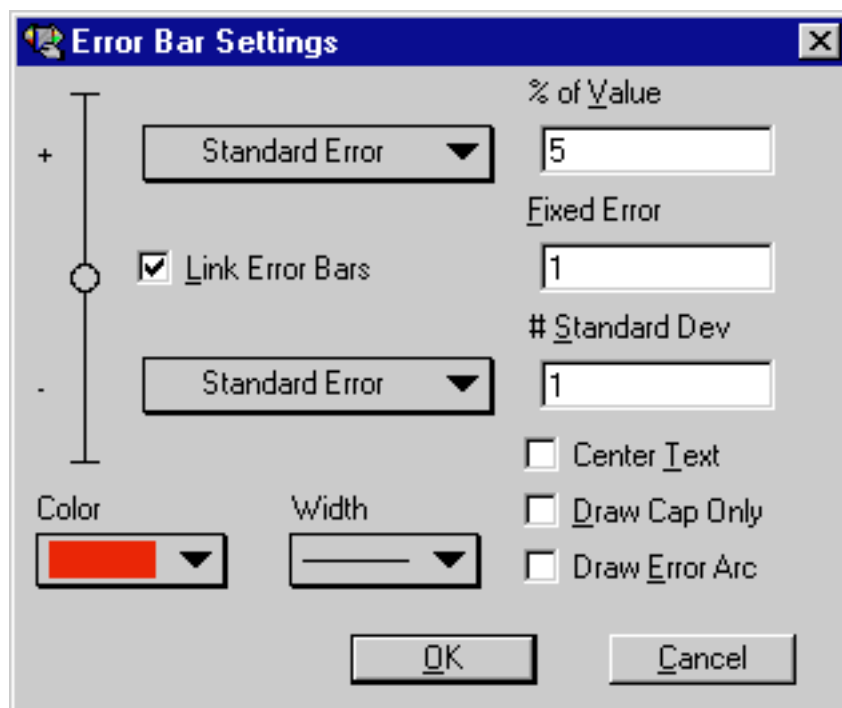 Error Bar Settings
% of Value
+
Standard Error
5
Fixed Error
Link Error Bars
1
# Standard Dev
-
Standard Error
1
Center Text
Color
Width
Draw Cap Only
Draw Error Arc
OK
Cancel